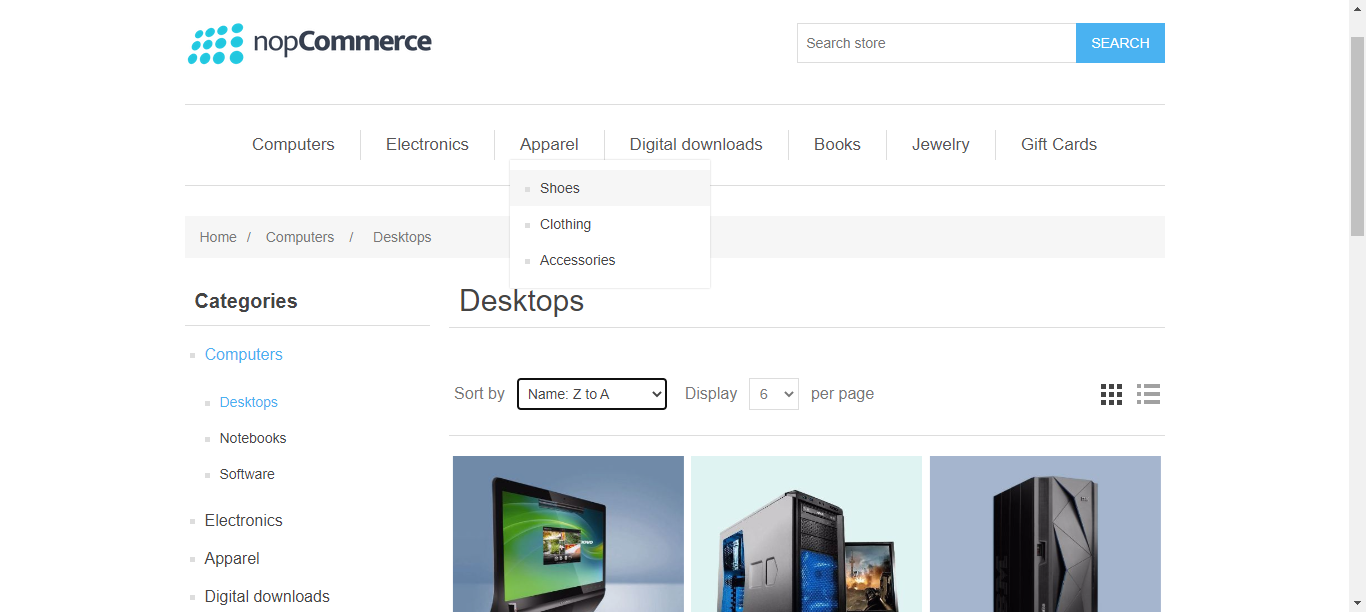 nopCommerce
Search store SEARCH
Computers Electronics Apparel Digital downloads Books Jewelry Gift Cards
Shoes
Clothing
Accessories
Home / Computers / Desktops
Categories
Computers
Desktops
Notebooks
Software
Electronics
Apparel
Digital downloads
Desktops
Sort by Name: Z to A Display 6 per page